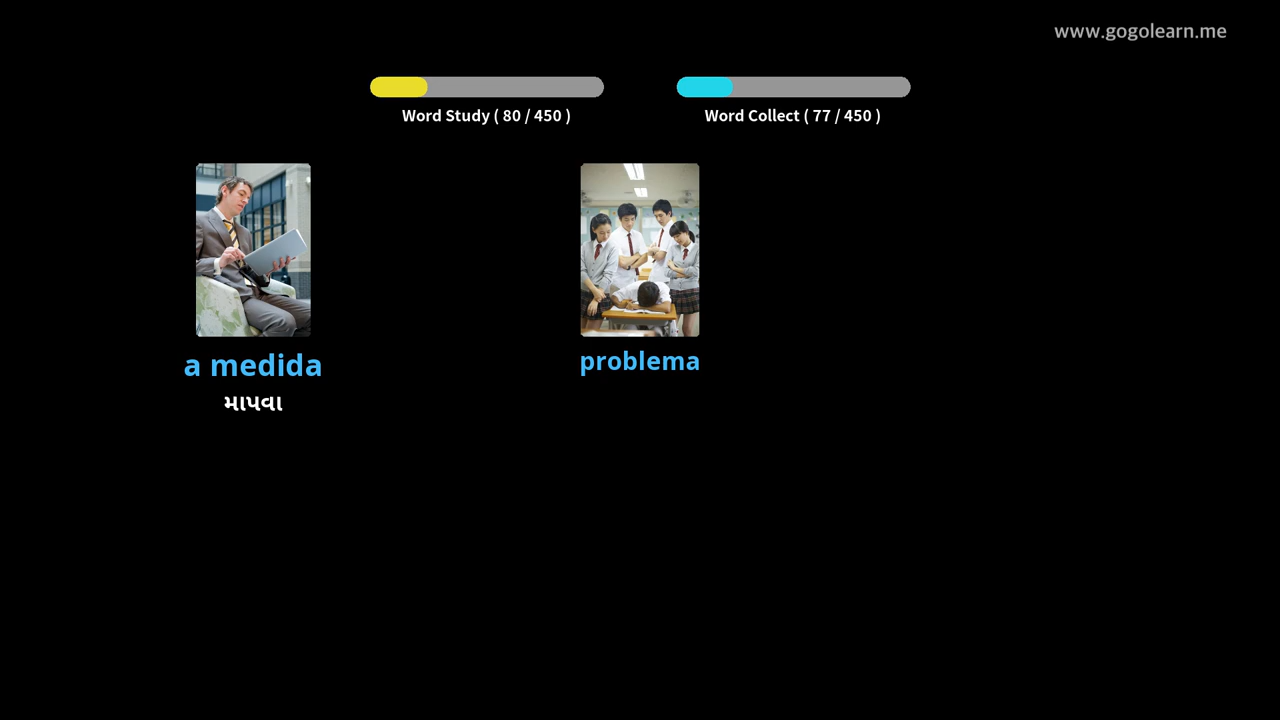 www.gogolearn.me
Word Study ( 80 / 450 )
Word Collect ( 77 / 450 )
a medida
માપવા
problema